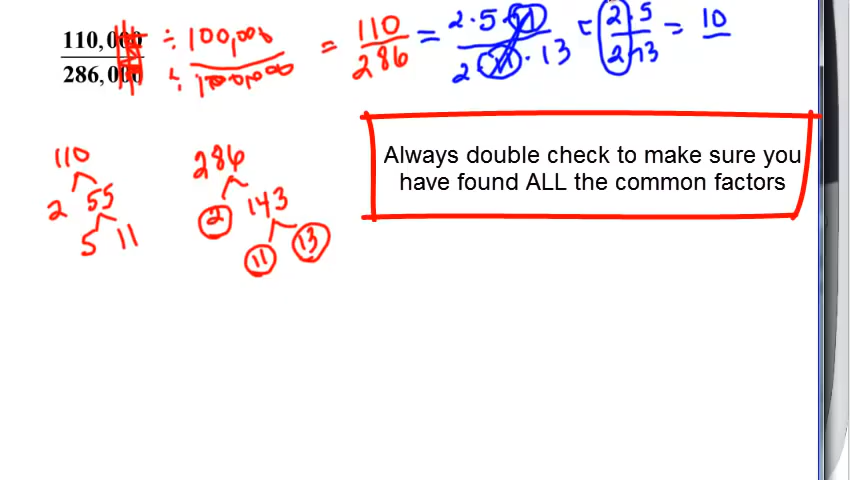 110,000 ÷ 100,000 = 110 = 2 · 5 · 11 = 2 · 5 = 10
286,000 ÷ 100,000 286 2 · 11 · 13 2 · 13
Always double check to make sure you
have found ALL the common factors
110
2 55
5 11
286
2 143
11 13